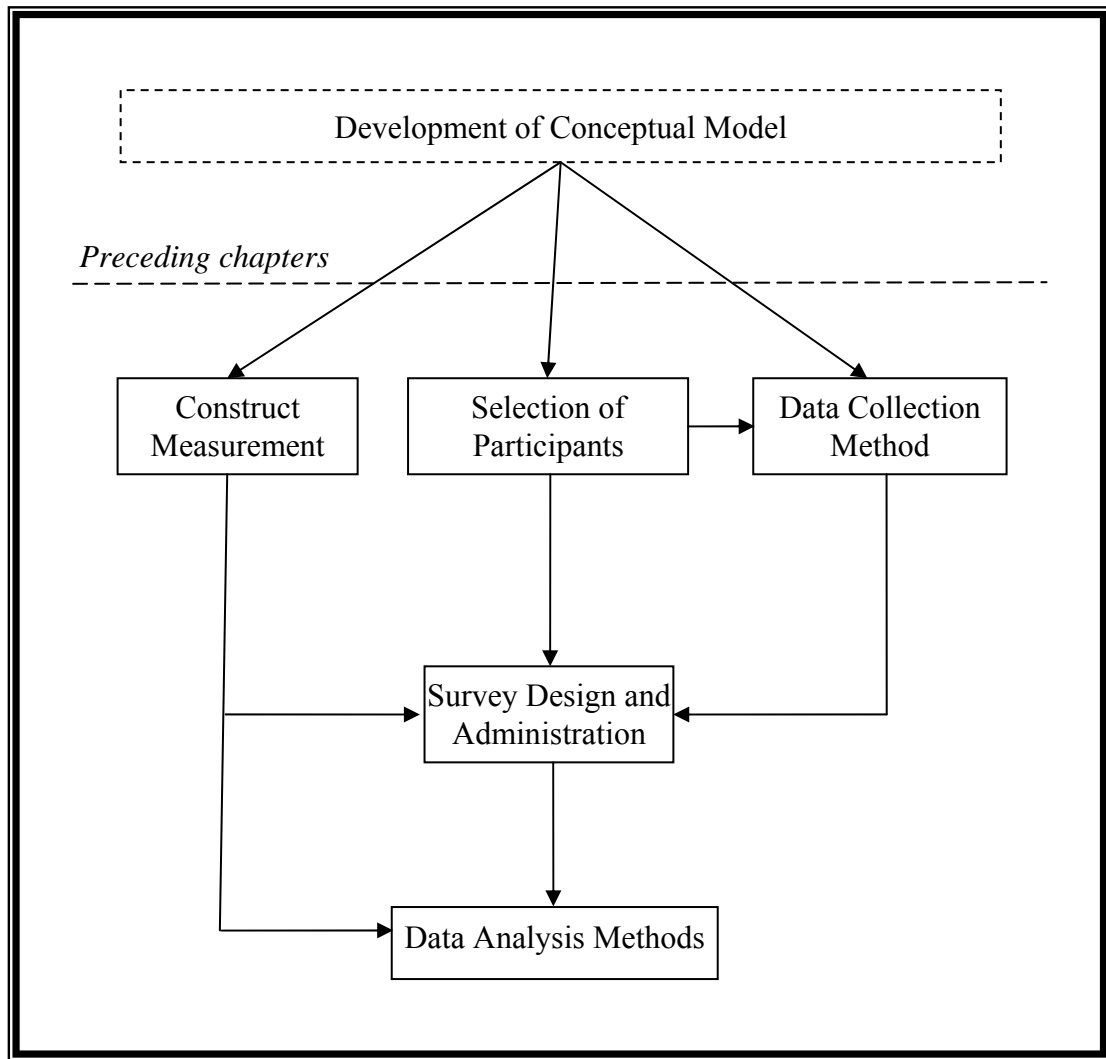 Development of Conceptual Model
Preceding chapters
Construct
Measurement
Selection of
Participants
Data Collection
Method
Survey Design and
Administration
Data Analysis Methods